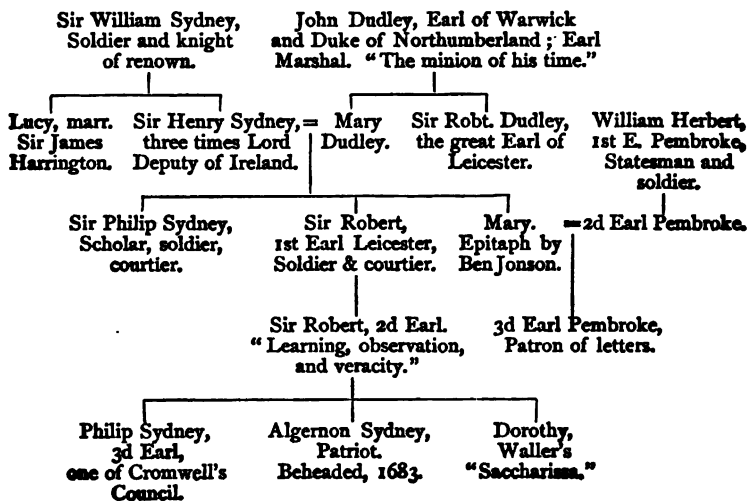 Sir William Sydney,
Soldier and knight
of renown.
John Dudley, Earl of Warwick
and Duke of Northumberland; Earl
Marshal. “The minion of his time.”
Lucy, marr.
Sir James
Harrington.
Sir Henry Sydney, =
three times Lord
Deputy of Ireland.
Mary
Dudley.
Sir Robt. Dudley,
the great Earl of
Leicester.
William Herbert,
1st E. Pembroke,
Statesman and
soldier.
Sir Philip Sydney,
Scholar, soldier,
courtier.
Sir Robert,
1st Earl Leicester,
Soldier & courtier.
Mary.
Epitaph by
Ben Jonson.
= 2d Earl Pembroke.
Sir Robert, 2d Earl.
“Learning, observation,
and veracity.”
3d Earl Pembroke,
Patron of letters.
Philip Sydney,
3d Earl,
one of Cromwell's
Council.
Algernon Sydney,
Patriot.
Beheaded, 1683.
Dorothy,
Waller's
“Saccharissa.”